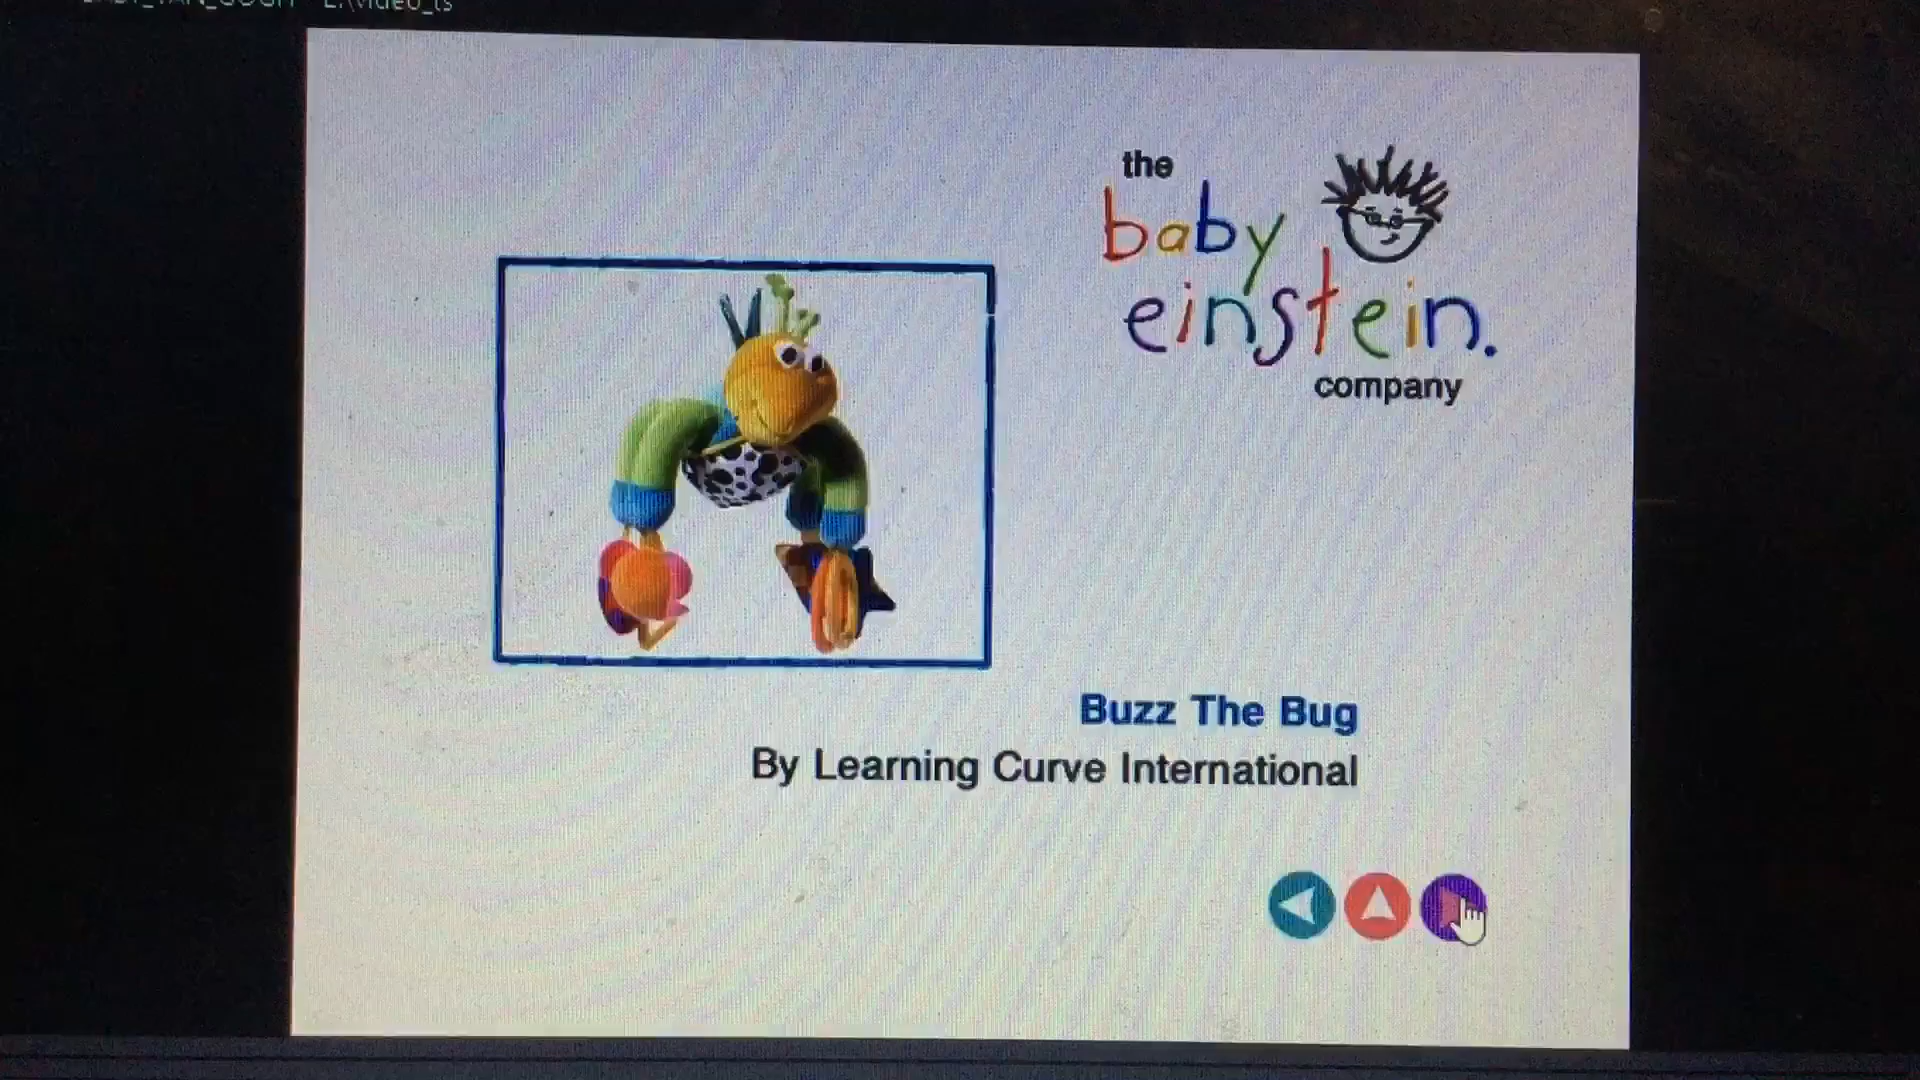 the
baby
einstein.
company
Buzz The Bug
By Learning Curve International